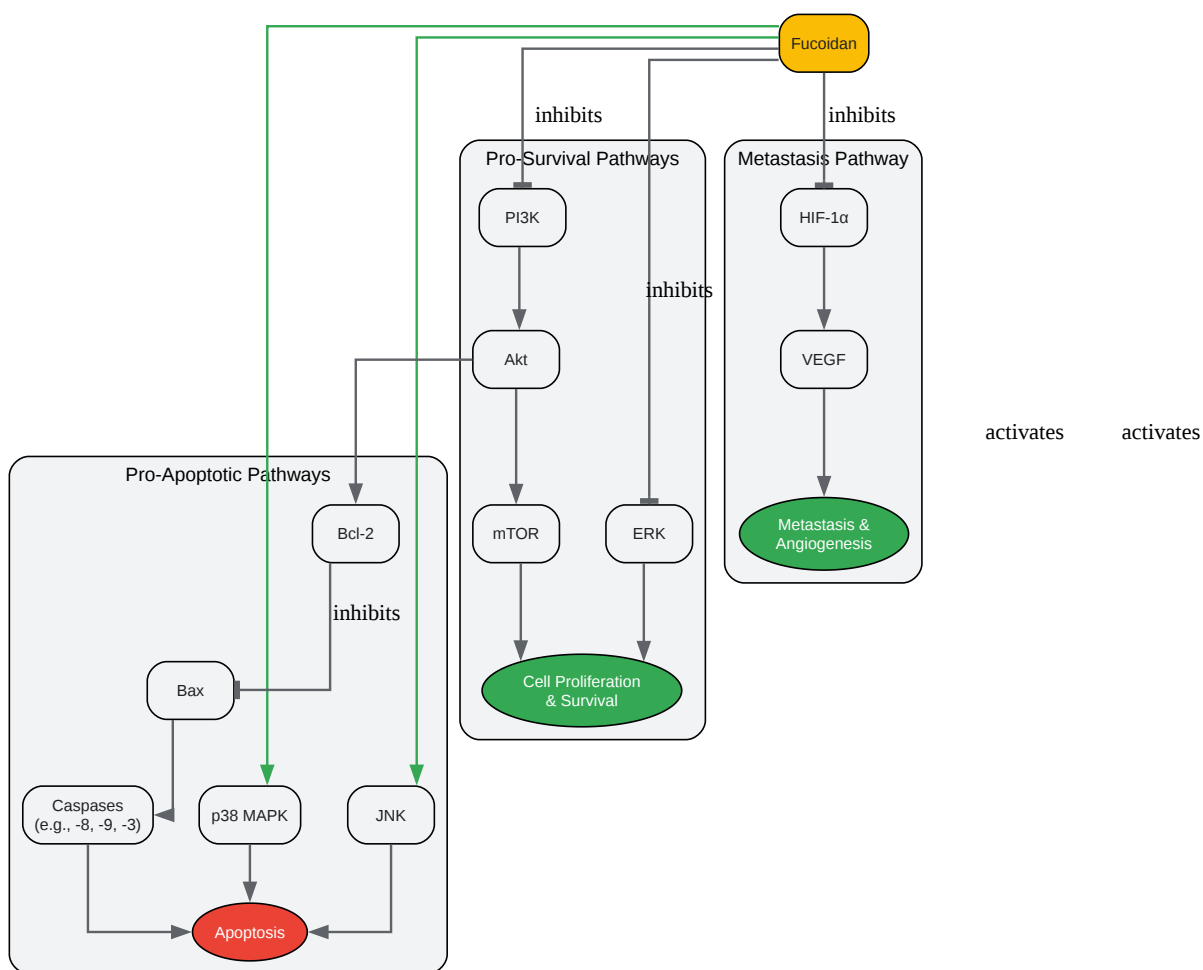 Fucoidan
inhibits
inhibits
Pro-Survival Pathways
Metastasis Pathway
PI3K
HIF-1α
inhibits
Akt
VEGF
activates
activates
Pro-Apoptotic Pathways
Bcl-2
mTOR
ERK
Metastasis &
Angiogenesis
inhibits
Bax
Cell Proliferation
& Survival
Caspases
(e.g., -8, -9, -3)
p38 MAPK
JNK
Apoptosis